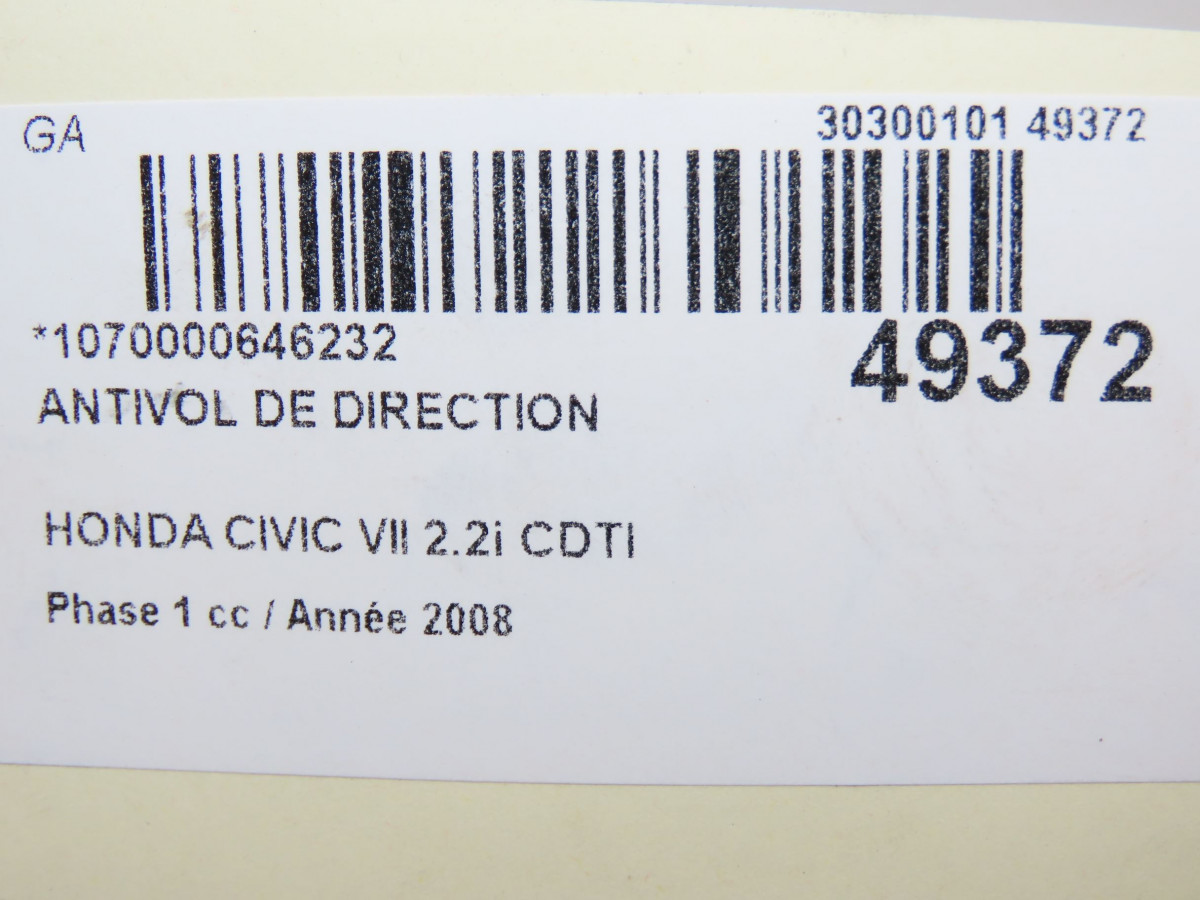 GA
30300101 49372
*1070000646232
49372
ANTIVOL DE DIRECTION
HONDA CIVIC VII 2.2i CDTI
Phase 1 cc / Année 2008